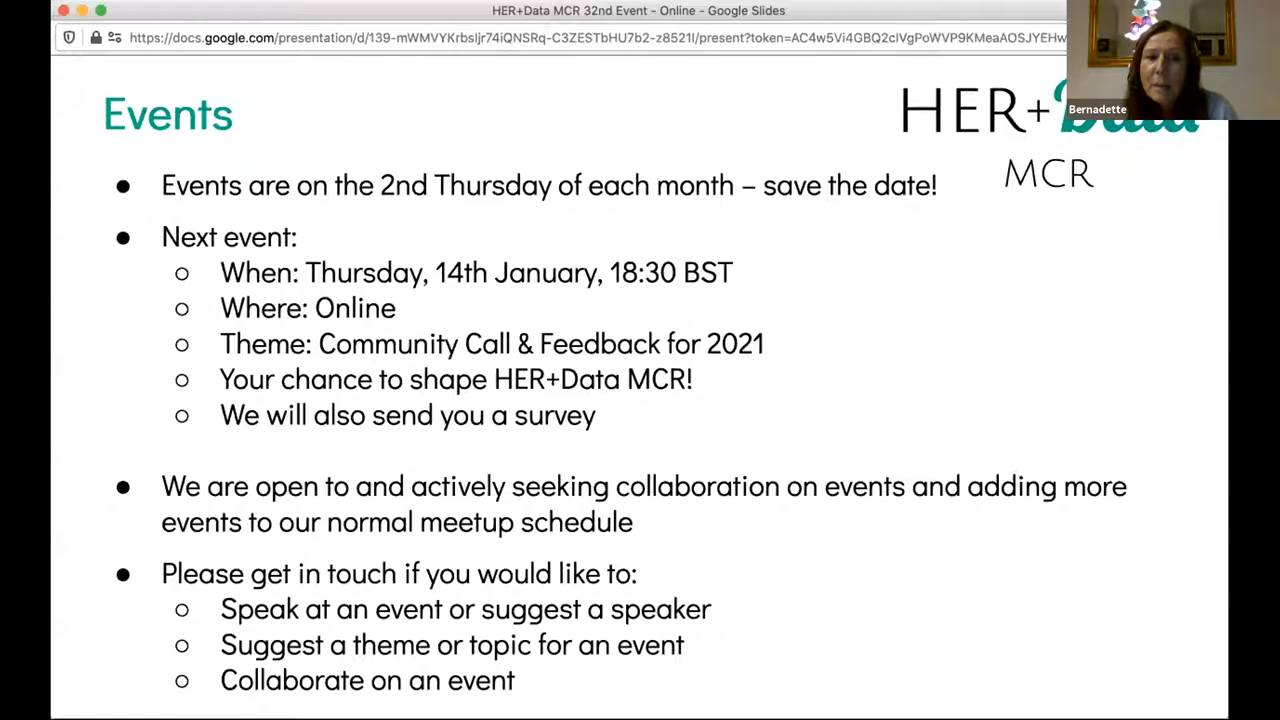 HER+Data MCR 32nd Event - Online - Google Slides
https://docs.google.com/presentation/d/139-mWMVYKrbsIjr74iQNSRq-C3ZESTbHU7b2-z8521I/present?token=AC4w5Vi4GBQ2cIVgPoWVP9KMeaAOSJYEHw
Bernadette
Events
HER+Data
MCR
● Events are on the 2nd Thursday of each month – save the date!
● Next event:
○ When: Thursday, 14th January, 18:30 BST
○ Where: Online
○ Theme: Community Call & Feedback for 2021
○ Your chance to shape HER+Data MCR!
○ We will also send you a survey
● We are open to and actively seeking collaboration on events and adding more
events to our normal meetup schedule
● Please get in touch if you would like to:
○ Speak at an event or suggest a speaker
○ Suggest a theme or topic for an event
○ Collaborate on an event